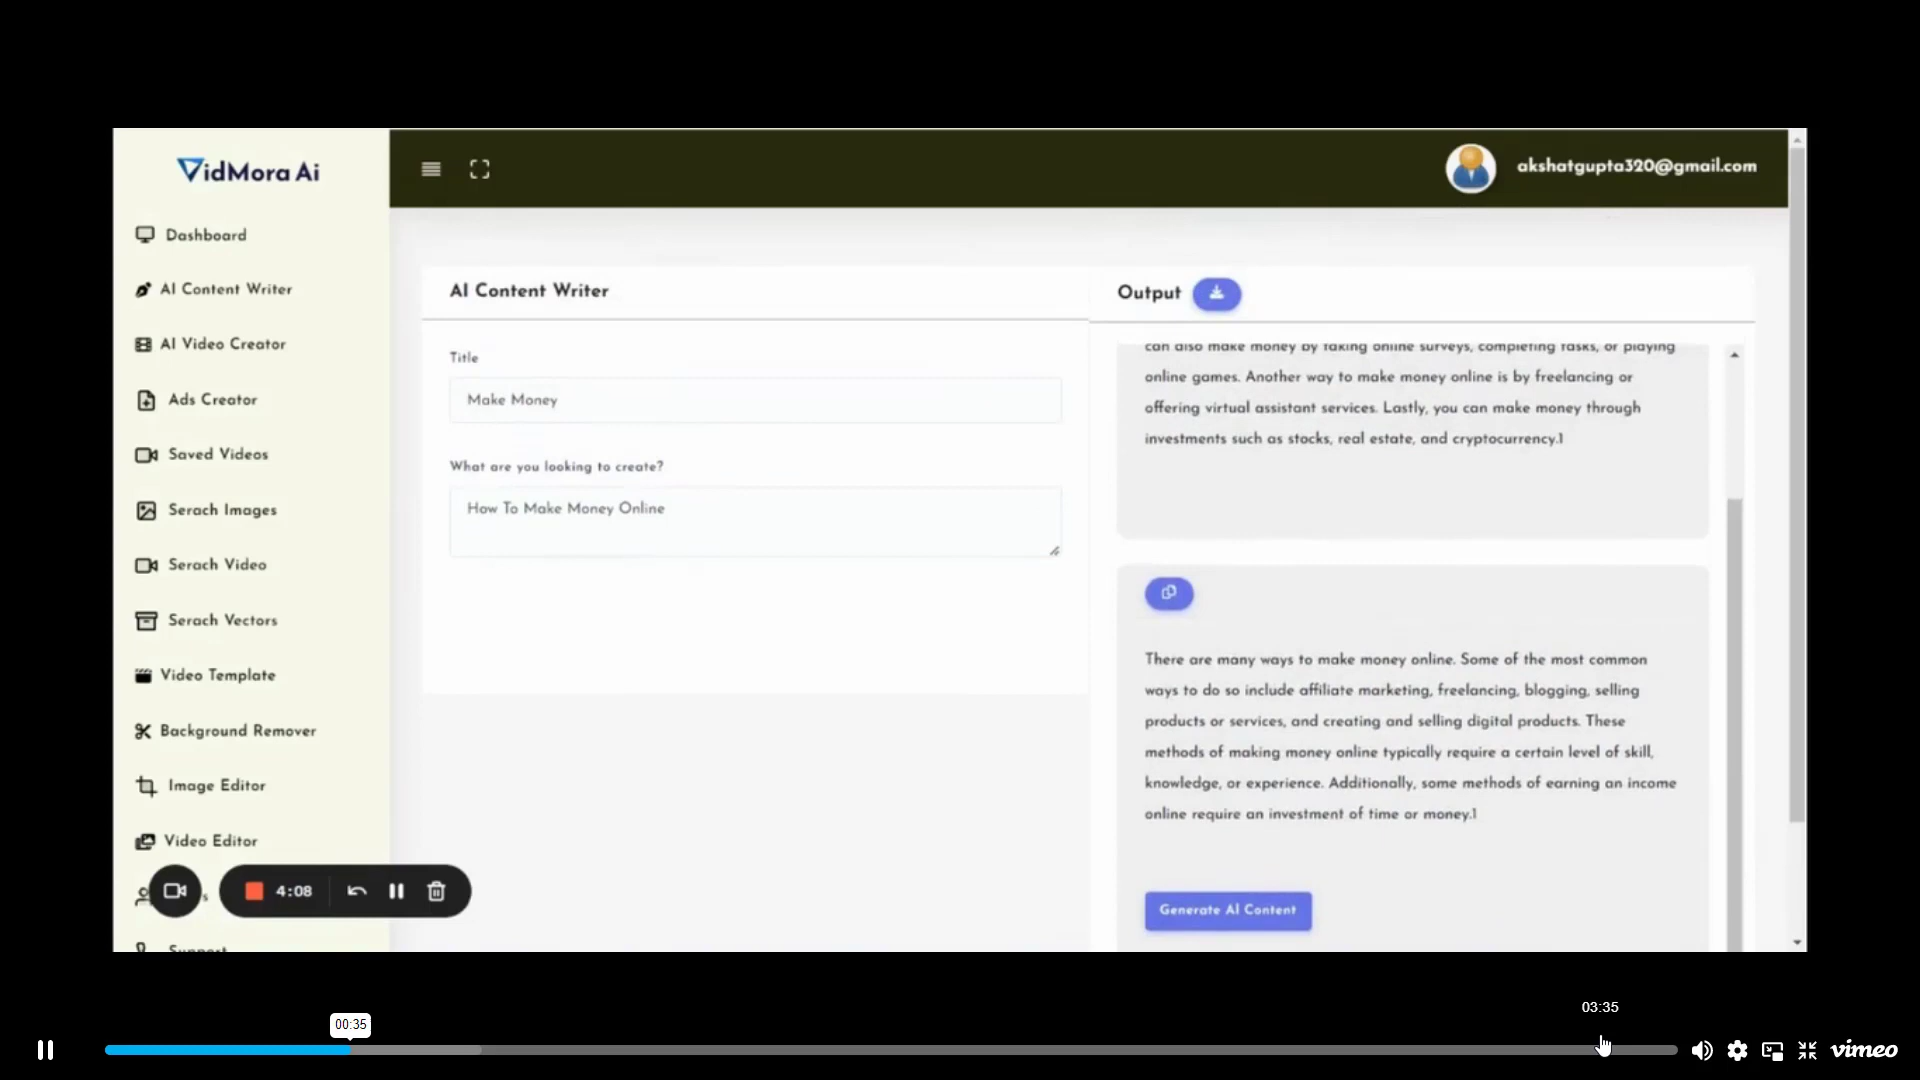 VidMora Ai
akshatgupta320@gmail.com
Dashboard
AI Content Writer
AI Video Creator
Ads Creator
Saved Videos
Serach Images
Serach Video
Serach Vectors
Video Template
Background Remover
Image Editor
Video Editor
s
Support
4:08
AI Content Writer
Title
Make Money
What are you looking to create?
How To Make Money Online
Output
can also make money by taking online surveys, completing tasks, or playing
online games. Another way to make money online is by freelancing or
offering virtual assistant services. Lastly, you can make money through
investments such as stocks, real estate, and cryptocurrency.1
There are many ways to make money online. Some of the most common
ways to do so include affiliate marketing, freelancing, blogging, selling
products or services, and creating and selling digital products. These
methods of making money online typically require a certain level of skill,
knowledge, or experience. Additionally, some methods of earning an income
online require an investment of time or money.1
Generate AI Content
03:35
00:35
vimeo